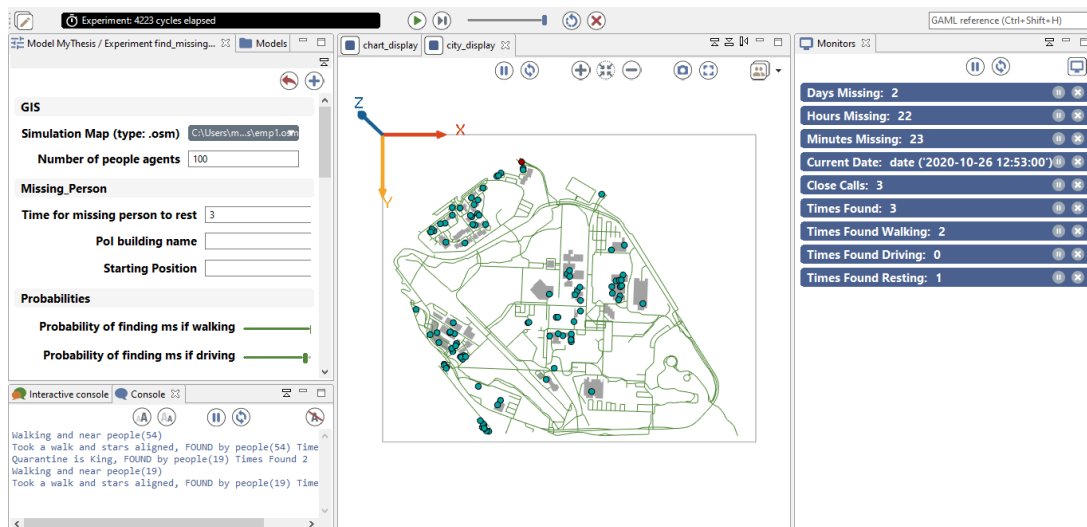 Experiment: 4223 cycles elapsed
GAML reference (Ctrl+Shift+H)
Model MyThesis / Experiment find_missing...
Models
GIS
Simulation Map (type: .osm) C:\Users\m...s\emp1.osm
Number of people agents 100
Missing_Person
Time for missing person to rest 3
PoI building name
Starting Position
Probabilities
Probability of finding ms if walking
Probability of finding ms if driving
Interactive console
Console
Walking and near people(54)
Took a walk and stars aligned, FOUND by people(54) Time
Quarantine is King, FOUND by people(19) Times Found 2
Walking and near people(19)
Took a walk and stars aligned, FOUND by people(19) Time
chart_display
city_display
Z
X
Y
Monitors
Days Missing: 2
Hours Missing: 22
Minutes Missing: 23
Current Date: date ('2020-10-26 12:53:00')
Close Calls: 3
Times Found: 3
Times Found Walking: 2
Times Found Driving: 0
Times Found Resting: 1